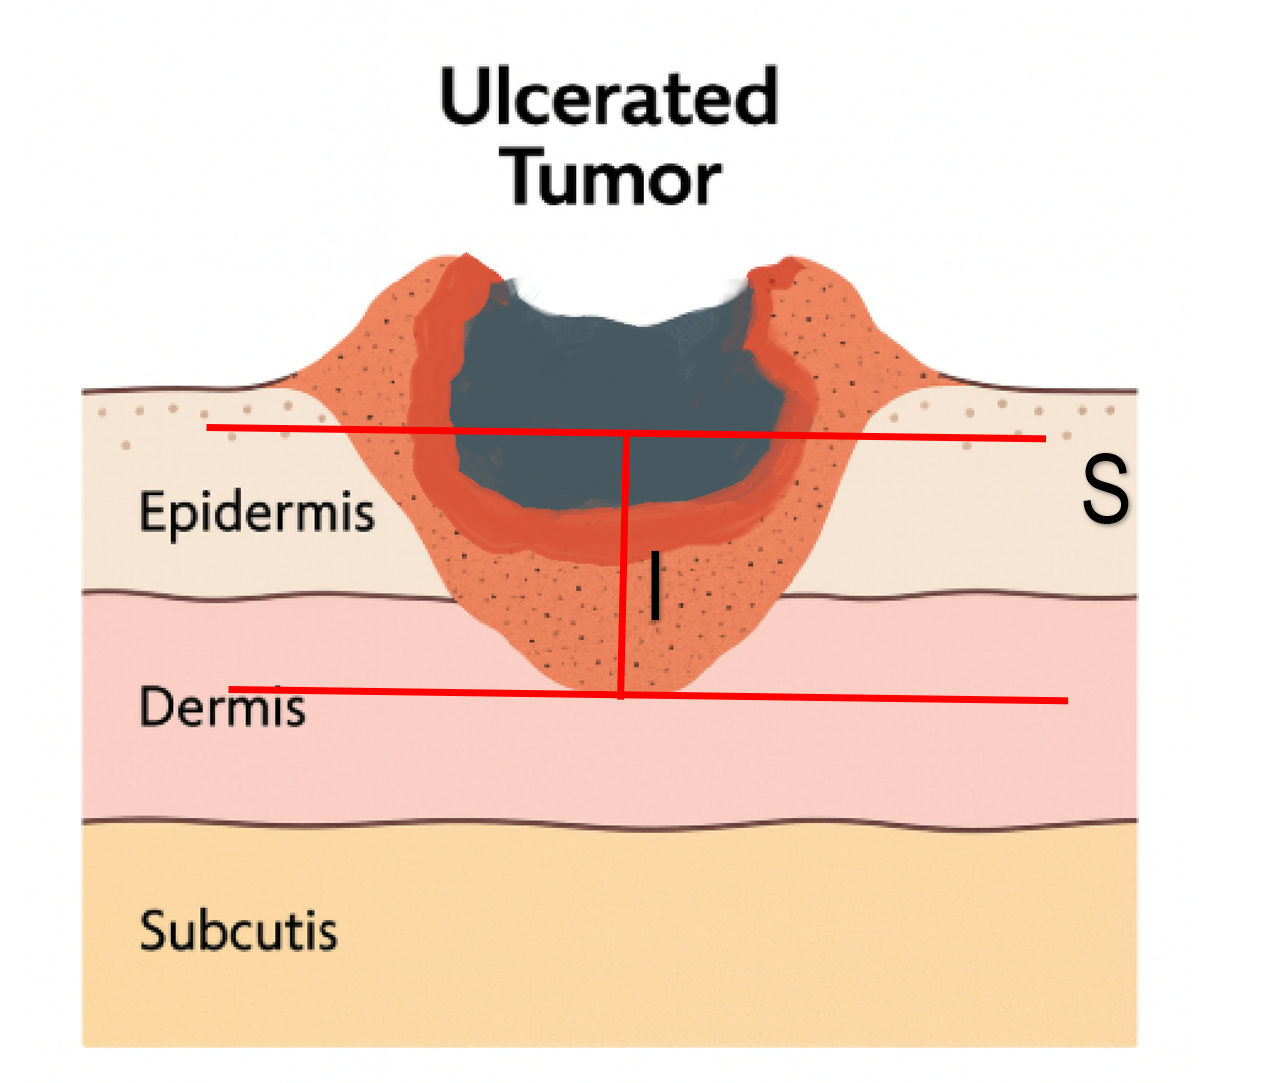 Ulcerated
Tumor
Epidermis
S
I
Dermis
Subcutis